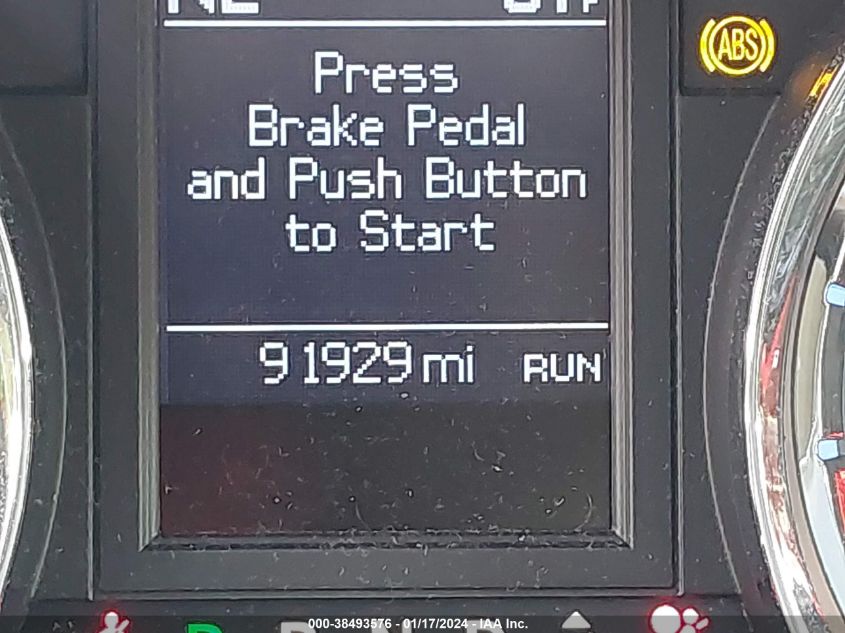 ABS
Press
Brake Pedal
and Push Button
to Start
91929 mi RUN
000-38493576 - 01/17/2024 - IAA Inc.